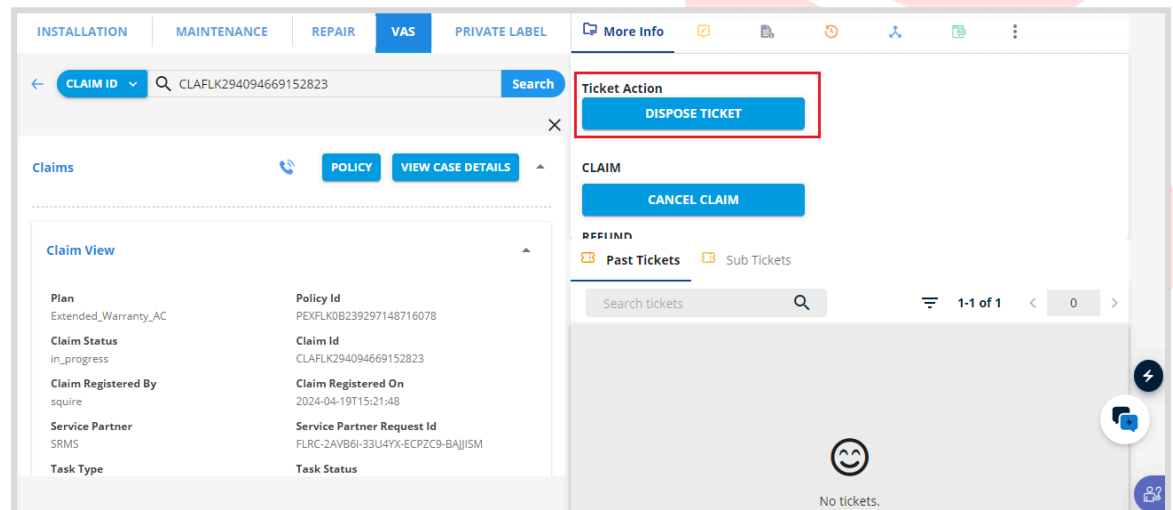 INSTALLATION
MAINTENANCE
REPAIR
VAS
PRIVATE LABEL
CLAIM ID
CLAFLK294094669152823
Search
Claims
POLICY
VIEW CASE DETAILS
Claim View
Plan
Policy Id
Extended_Warranty_AC
PEXFLK0B239297148716078
Claim Status
Claim Id
in_progress
CLAFLK294094669152823
Claim Registered By
Claim Registered On
squire
2024-04-19T15:21:48
Service Partner
Service Partner Request Id
SRMS
FLRC-2AVB6I-33U4YX-ECPZC9-BAJJISM
Task Type
Task Status
More Info
Ticket Action
DISPOSE TICKET
CLAIM
CANCEL CLAIM
REFUND
Past Tickets
Sub Tickets
Search tickets
1-1 of 1
0
No tickets.